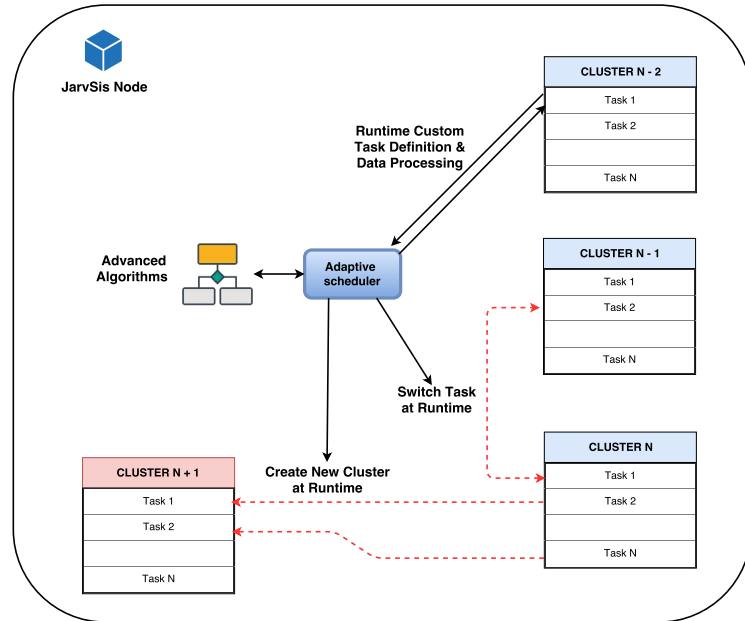 JarvSis Node
CLUSTER N - 2
Task 1
Task 2
Task N
Runtime Custom
Task Definition &
Data Processing
Advanced
Algorithms
Adaptive
scheduler
CLUSTER N - 1
Task 1
Task 2
Task N
Switch Task
at Runtime
Create New Cluster
at Runtime
CLUSTER N
Task 1
Task 2
Task N
CLUSTER N + 1
Task 1
Task 2
Task N